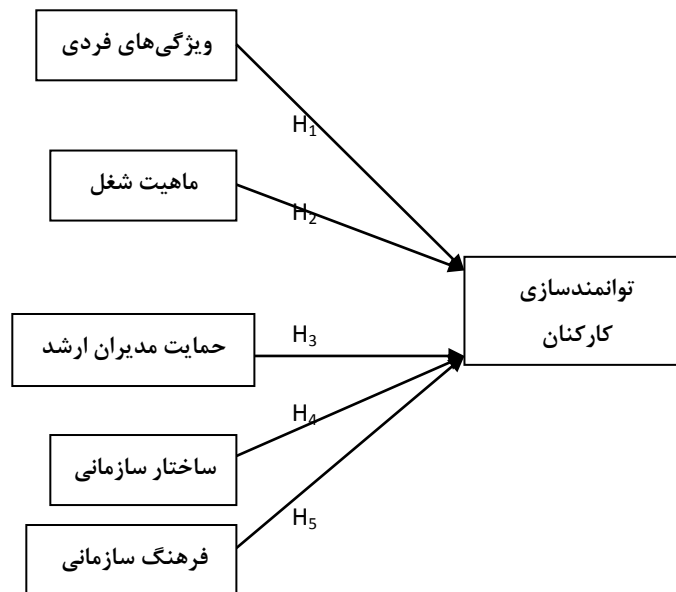 ویژگی‌های فردی
H₁
ماهیت شغل
H₂
توانمندسازی
کارکنان
حمایت مدیران ارشد
H₃
H₄
ساختار سازمانی
H₅
فرهنگ سازمانی